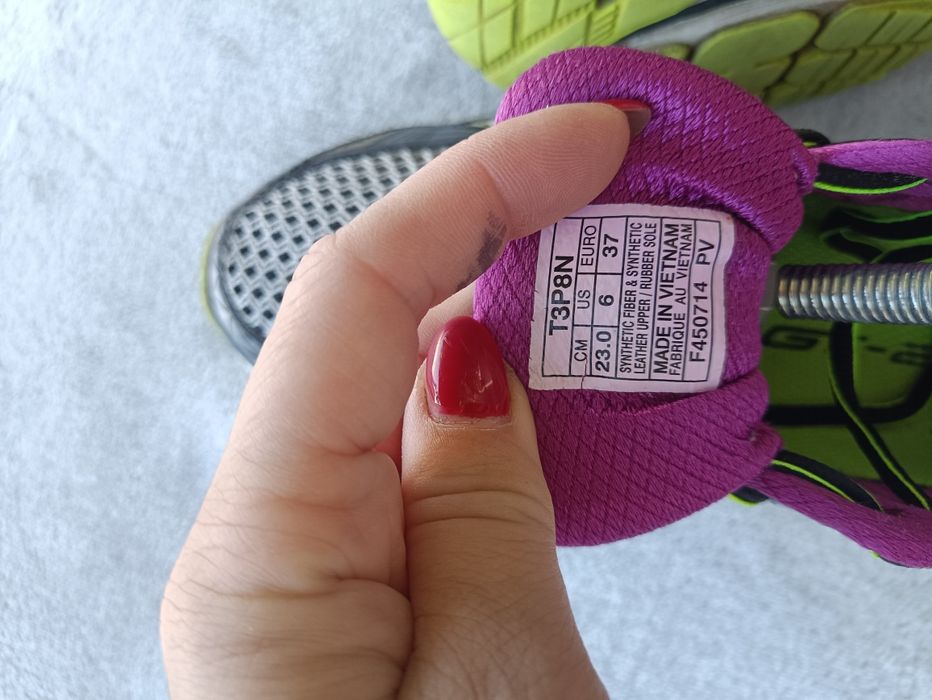 T3P8N
CM US EURO
23.0 6 37
SYNTHETIC FIBER & SYNTHETIC
LEATHER UPPER / RUBBER SOLE
MADE IN VIETNAM
FABRIQUE AU VIETNAM
F450714 PV